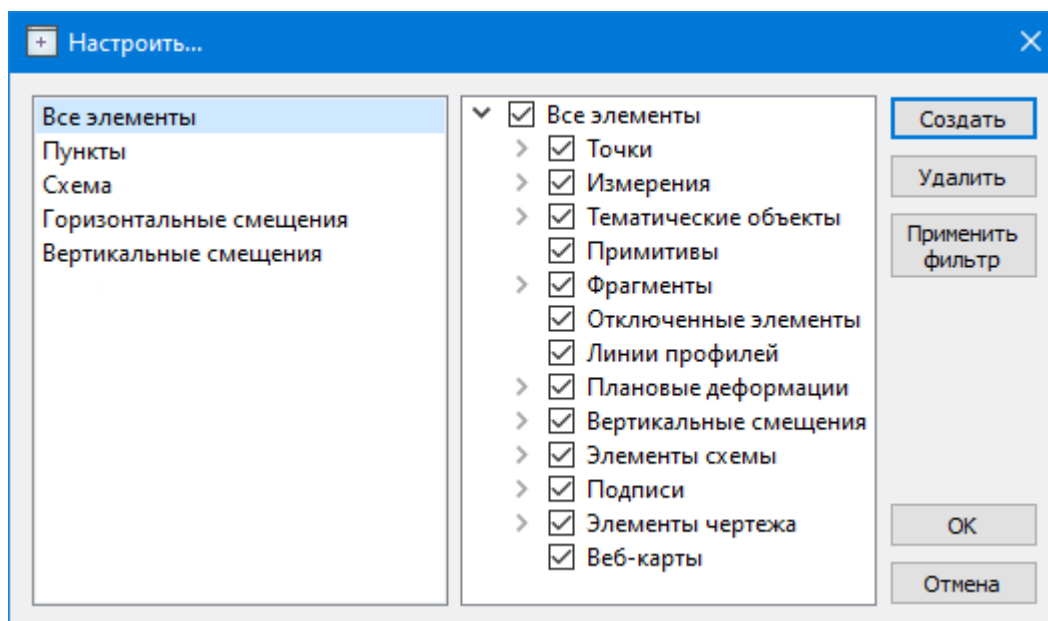 Настроить...
Все элементы
Пункты
Схема
Горизонтальные смещения
Вертикальные смещения
Все элементы
Точки
Измерения
Тематические объекты
Примитивы
Фрагменты
Отключенные элементы
Линии профилей
Плановые деформации
Вертикальные смещения
Элементы схемы
Подписи
Элементы чертежа
Веб-карты
Создать
Удалить
Применить
фильтр
ОК
Отмена